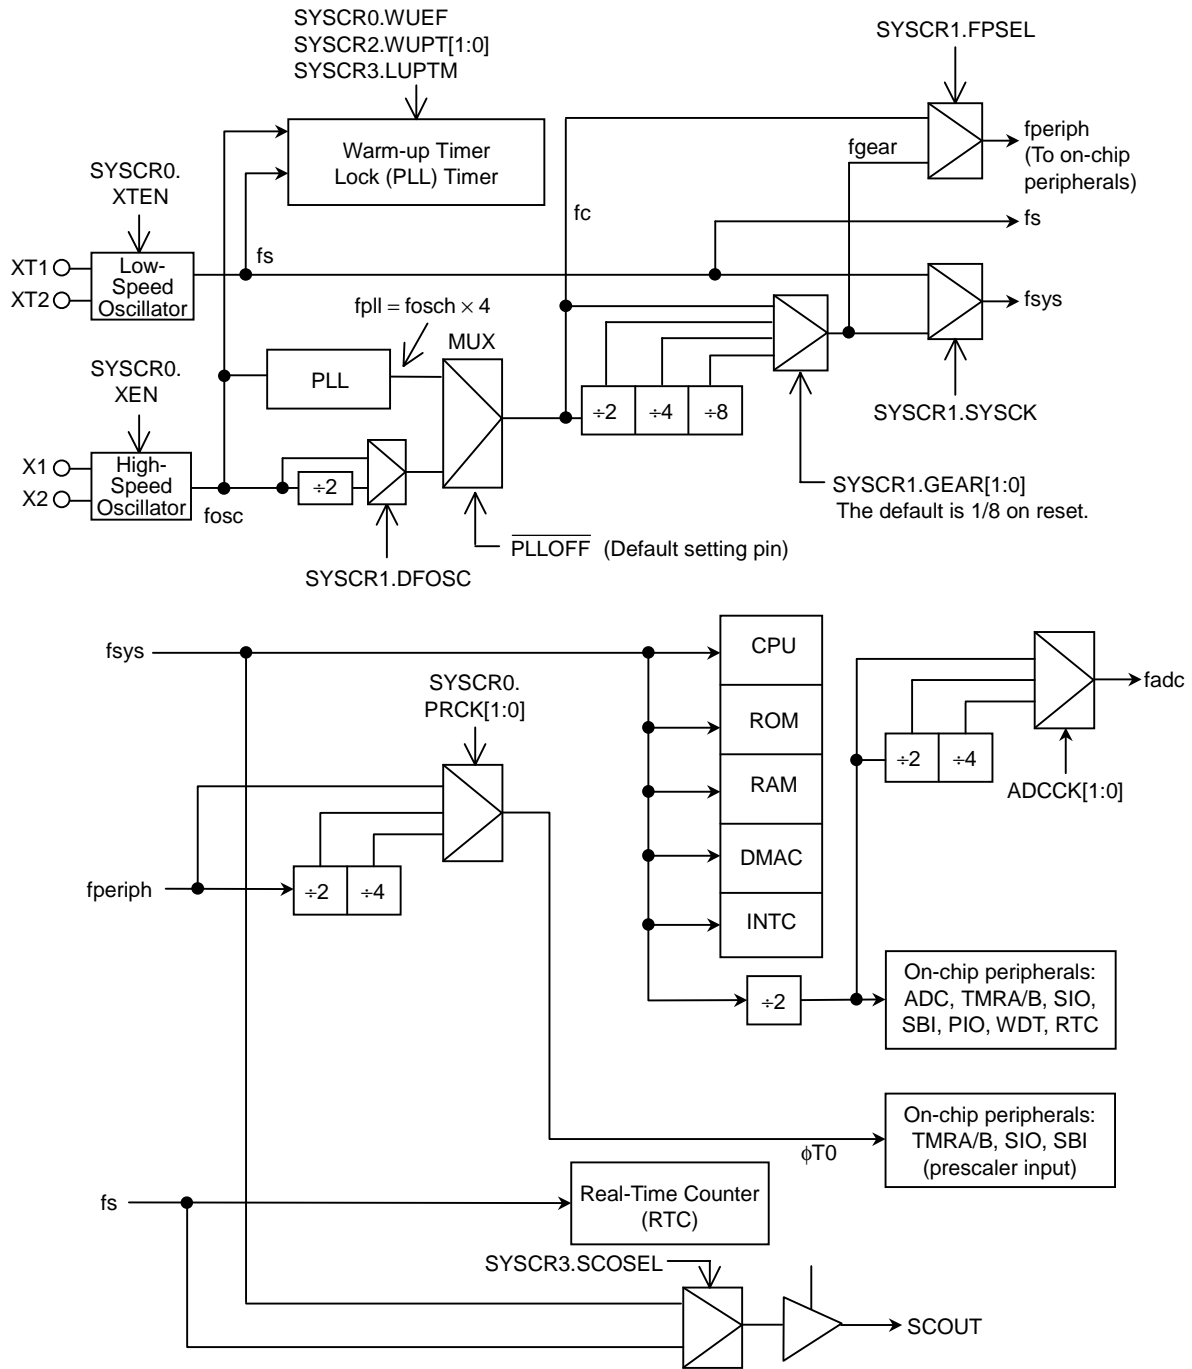 SYSCR0.WUEF
SYSCR2.WUPT[1:0]
SYSCR3.LUPTM
SYSCR1.FPSEL
Warm-up Timer
Lock (PLL) Timer
fperiph
(To on-chip
peripherals)
fgear
SYSCR0.
XTEN
fc
fs
fs
XT1
XT2
Low-
Speed
Oscillator
fsys
fpll = fosch × 4
MUX
SYSCR0.
XEN
PLL
÷2
÷4
÷8
SYSCR1.SYSCK
X1
X2
High-
Speed
Oscillator
÷2
fosc
SYSCR1.GEAR[1:0]
The default is 1/8 on reset.
PLLOFF (Default setting pin)
SYSCR1.DFOSC
fsys
CPU
ROM
RAM
DMAC
INTC
SYSCR0.
PRCK[1:0]
fadc
÷2
÷4
ADCCK[1:0]
fperiph
÷2
÷4
÷2
On-chip peripherals:
ADC, TMRA/B, SIO,
SBI, PIO, WDT, RTC
On-chip peripherals:
TMRA/B, SIO, SBI
(prescaler input)
ϕT0
fs
Real-Time Counter
(RTC)
SYSCR3.SCOSEL
SCOUT